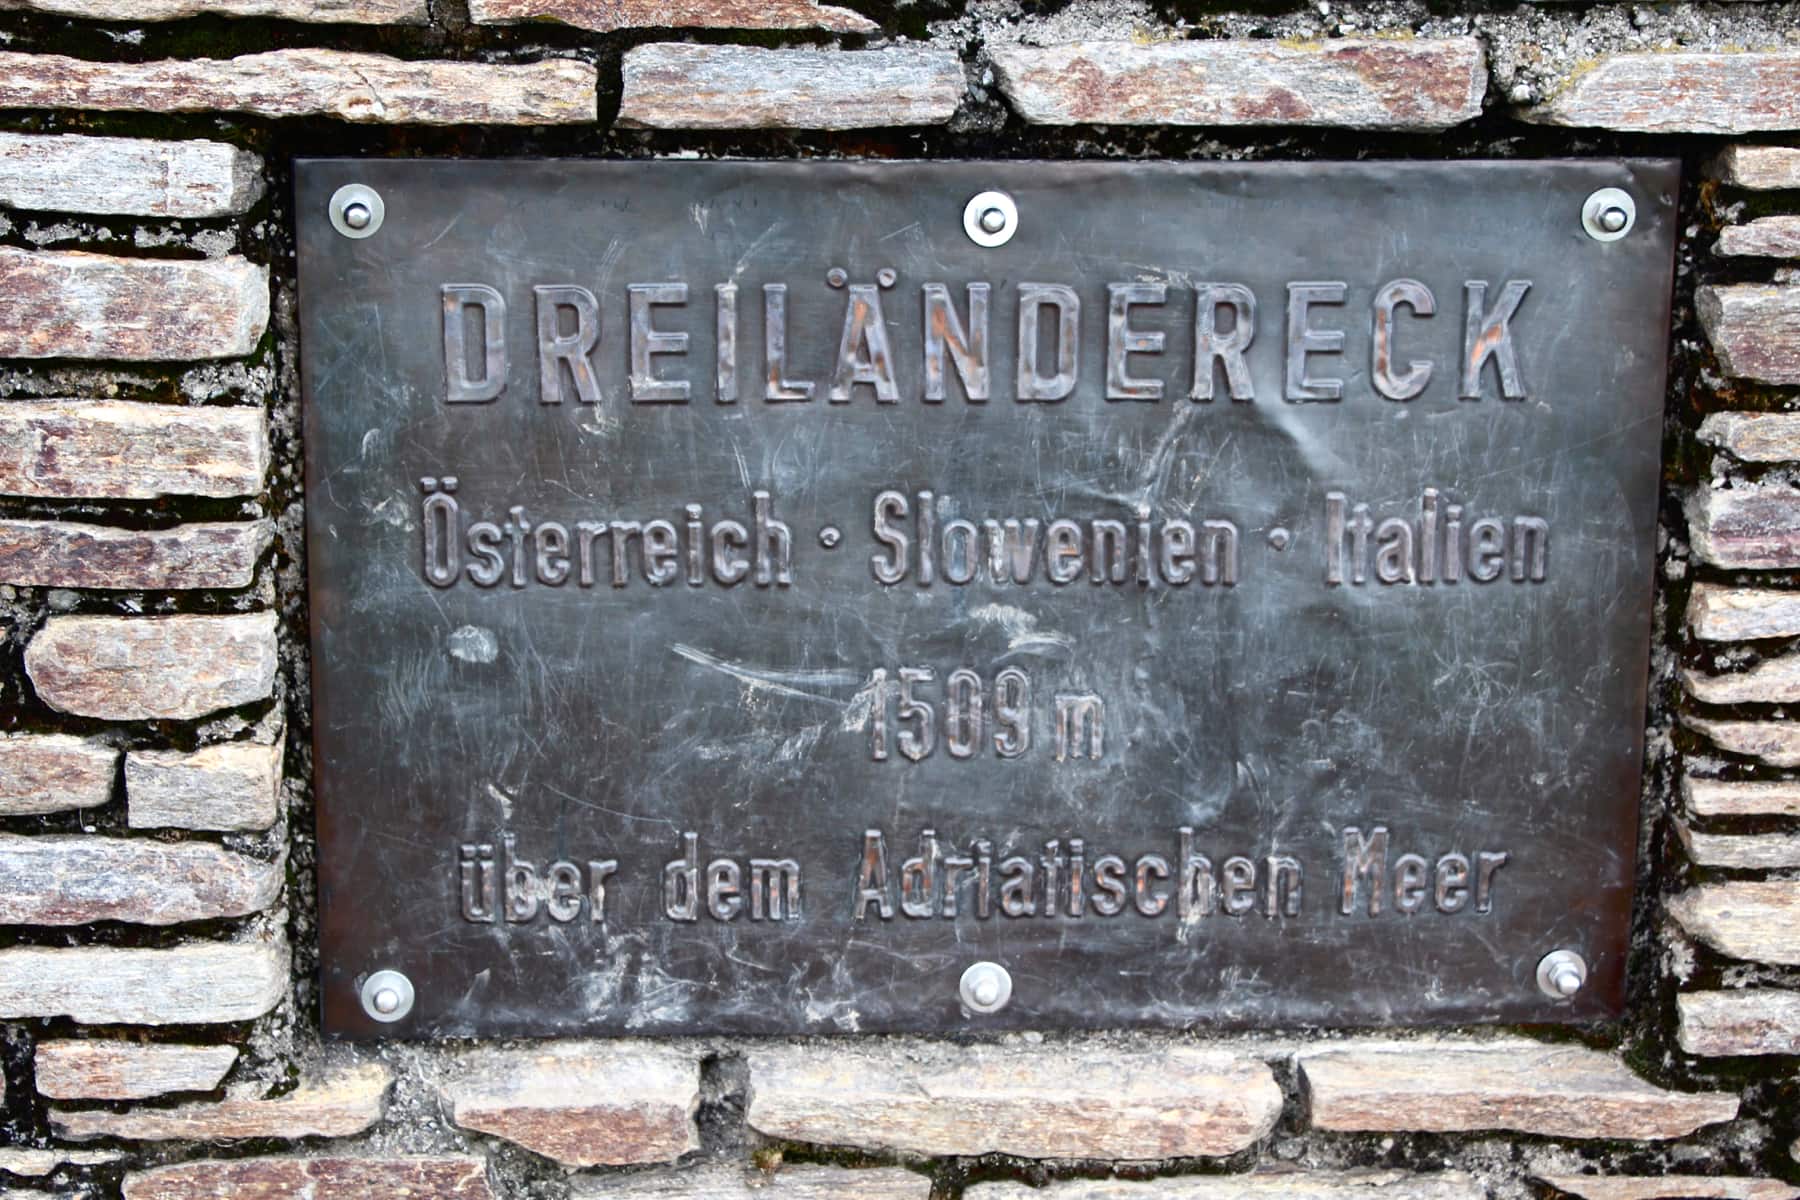 DREILÄNDERECK
Österreich · Slowenien · Italien
1509 m
über dem Adriatischen Meer